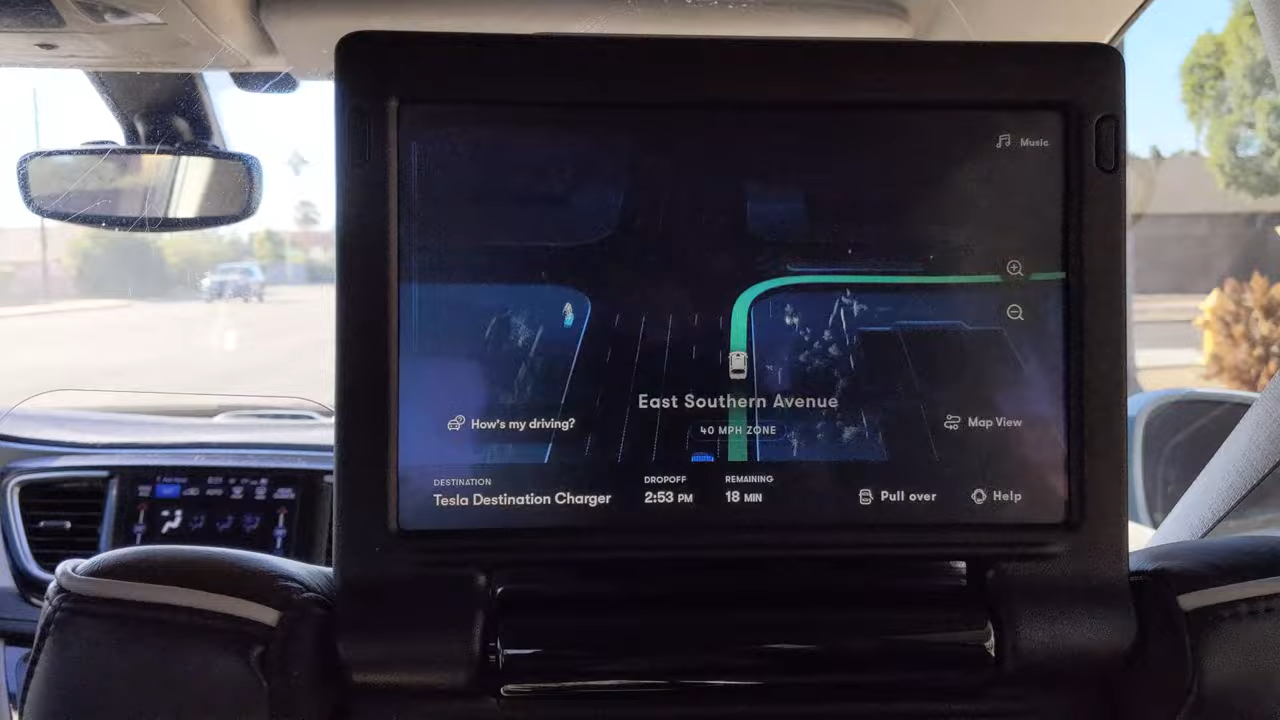 Music
East Southern Avenue
How's my driving?
40 MPH ZONE
Map View
DESTINATION
Tesla Destination Charger
DROPOFF
2:53 PM
REMAINING
18 MIN
Pull over
Help